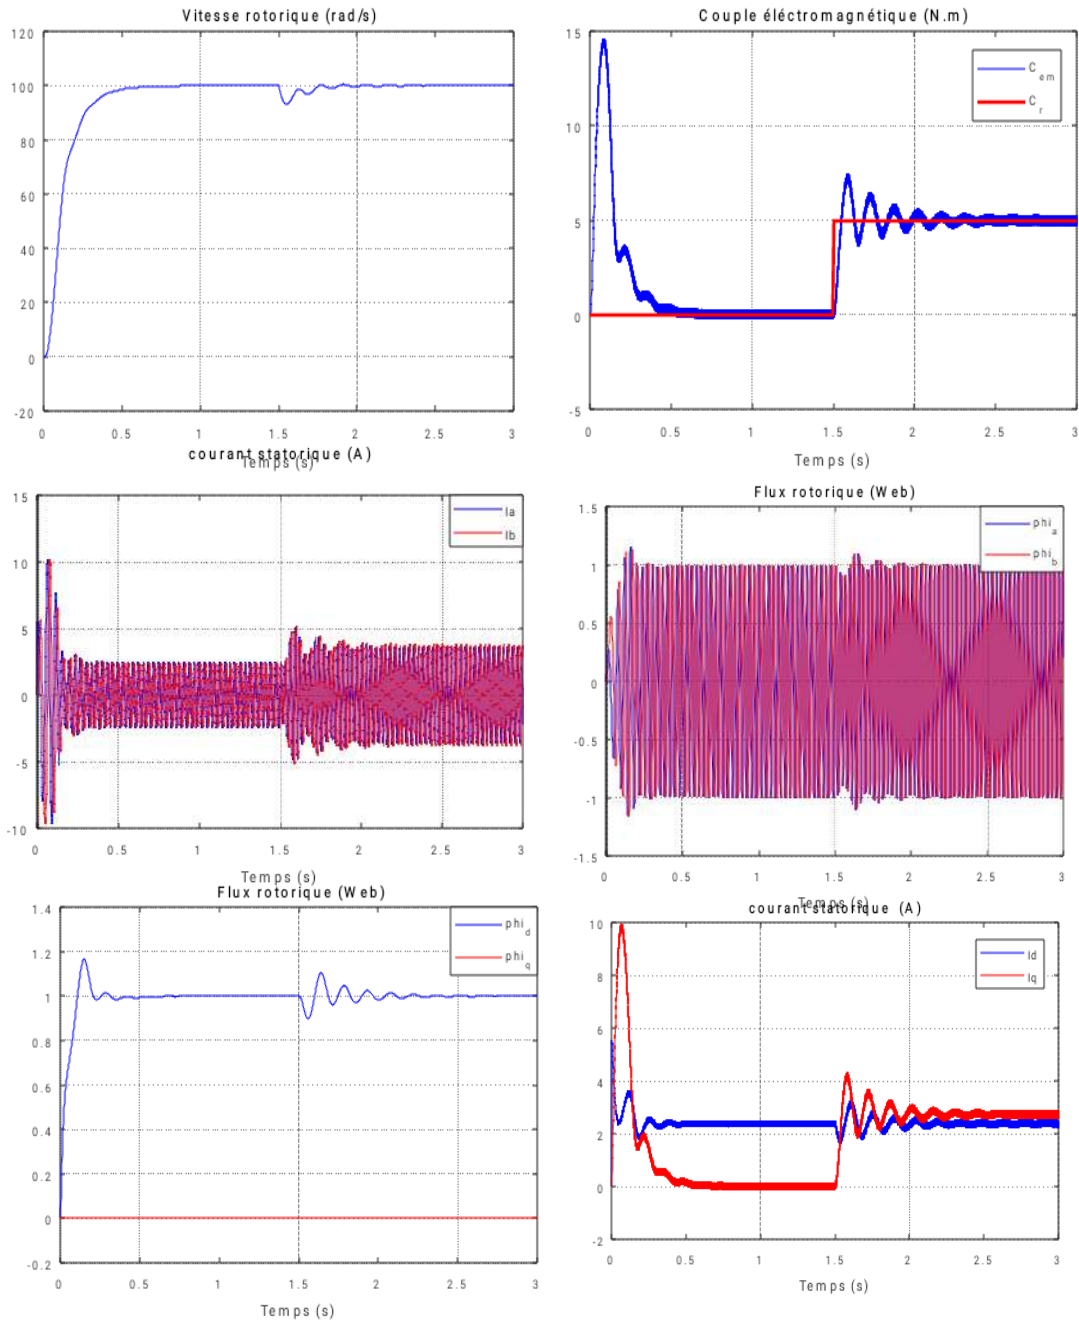 Vitesse rotorique (rad/s)
120
100
80
60
40
20
0
-20
0 0.5 1 1.5 2 2.5 3
Temps (s)
Couple éléctromagnétique (N.m)
C em
C r
15
10
5
0
-5
0 0.5 1 1.5 2 2.5 3
Temps (s)
courant statorique (A)
Ia
Ib
15
10
5
0
-5
-10
0 0.5 1 1.5 2 2.5 3
Temps (s)
Flux rotorique (Web)
phi a
phi b
1.5
1
0.5
0
-0.5
-1
-1.5
0 0.5 1 1.5 2 2.5 3
Temps (s)
Flux rotorique (Web)
phi d
phi q
1.4
1.2
1
0.8
0.6
0.4
0.2
0
-0.2
0 0.5 1 1.5 2 2.5 3
Temps (s)
courant statorique (A)
Id
Iq
10
8
6
4
2
0
-2
0 0.5 1 1.5 2 2.5 3
Temps (s)